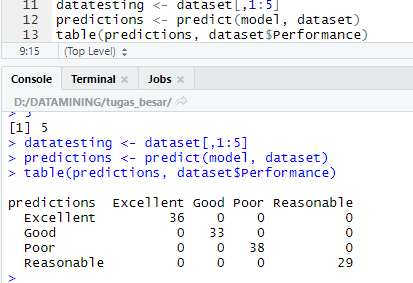 11 datatesting <- dataset[,1:5]
12 predictions <- predict(model, dataset)
13 table(predictions, dataset$Performance)
9:15 (Top Level)
Console Terminal × Jobs ×
D:/DATAMINING/tugas_besar/
[1] 5
> datatesting <- dataset[,1:5]
> predictions <- predict(model, dataset)
> table(predictions, dataset$Performance)
predictions Excellent Good Poor Reasonable
Excellent 36 0 0 0
Good 0 33 0 0
Poor 0 0 38 0
Reasonable 0 0 0 29
>